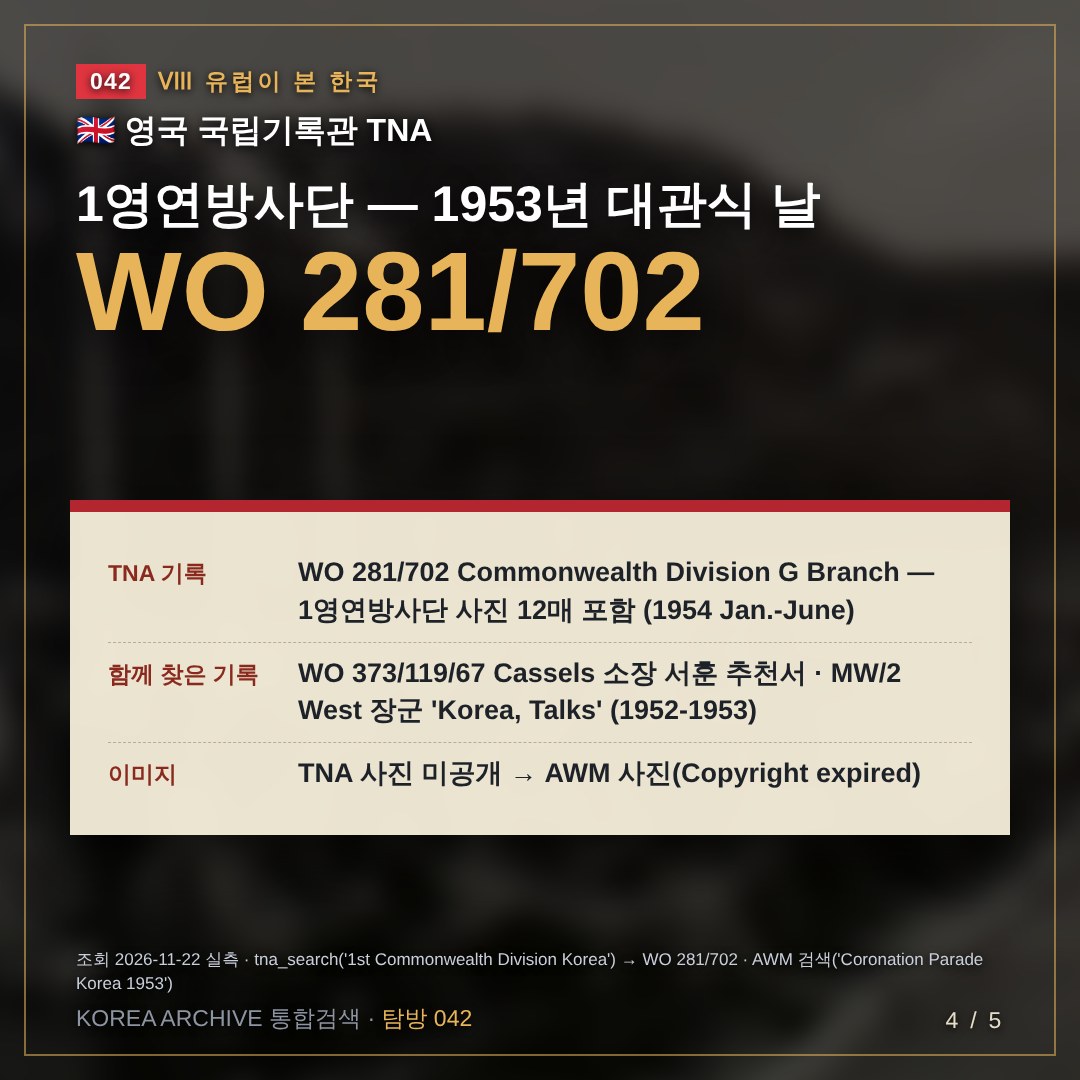 042 Ⅷ 유럽이 본 한국
🇬🇧 영국 국립기록관 TNA
1영연방사단 — 1953년 대관식 날
WO 281/702
TNA 기록 WO 281/702 Commonwealth Division G Branch —
1영연방사단 사진 12매 포함 (1954 Jan.-June)
함께 찾은 기록 WO 373/119/67 Cassels 소장 서훈 추천서 · MW/2
West 장군 'Korea, Talks' (1952-1953)
이미지 TNA 사진 미공개 → AWM 사진(Copyright expired)
조회 2026-11-22 실측 · tna_search('1st Commonwealth Division Korea') → WO 281/702 · AWM 검색('Coronation Parade
Korea 1953')
KOREA ARCHIVE 통합검색 · 탐방 042
4 / 5